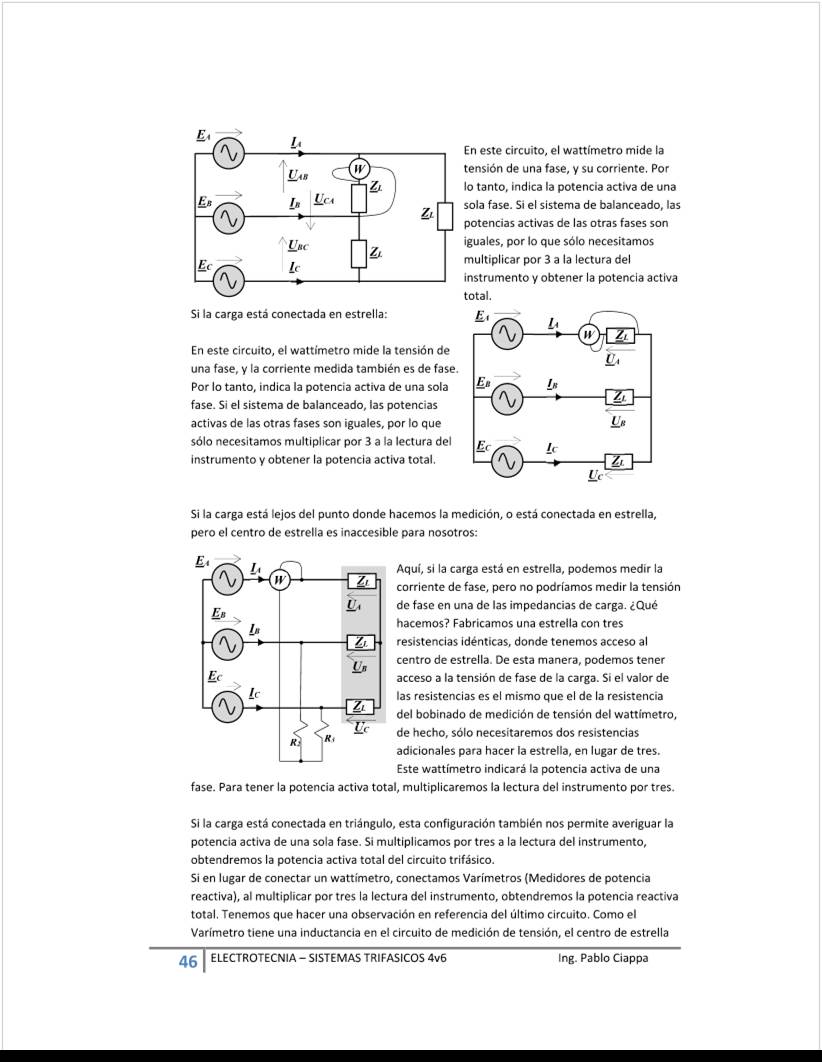 E_A
I_A
W
U_AB
Z_L
E_B
I_B
U_CA
Z_L
U_BC
Z_L
E_C
I_C
En este circuito, el wattímetro mide la
tensión de una fase, y su corriente. Por
lo tanto, indica la potencia activa de una
sola fase. Si el sistema de balanceado, las
potencias activas de las otras fases son
iguales, por lo que sólo necesitamos
multiplicar por 3 a la lectura del
instrumento y obtener la potencia activa
total.
Si la carga está conectada en estrella:
En este circuito, el wattímetro mide la tensión de
una fase, y la corriente medida también es de fase.
Por lo tanto, indica la potencia activa de una sola
fase. Si el sistema de balanceado, las potencias
activas de las otras fases son iguales, por lo que
sólo necesitamos multiplicar por 3 a la lectura del
instrumento y obtener la potencia activa total.
E_A
I_A
W
Z_L
U_A
E_B
I_B
Z_L
U_B
E_C
I_C
Z_L
U_C
Si la carga está lejos del punto donde hacemos la medición, o está conectada en estrella,
pero el centro de estrella es inaccesible para nosotros:
E_A
I_A
W
Z_L
U_A
E_B
I_B
Z_L
U_B
E_C
I_C
Z_L
U_C
R_2
R_3
Aquí, si la carga está en estrella, podemos medir la
corriente de fase, pero no podríamos medir la tensión
de fase en una de las impedancias de carga. ¿Qué
hacemos? Fabricamos una estrella con tres
resistencias idénticas, donde tenemos acceso al
centro de estrella. De esta manera, podemos tener
acceso a la tensión de fase de la carga. Si el valor de
las resistencias es el mismo que el de la resistencia
del bobinado de medición de tensión del wattímetro,
de hecho, sólo necesitaremos dos resistencias
adicionales para hacer la estrella, en lugar de tres.
Este wattímetro indicará la potencia activa de una
fase. Para tener la potencia activa total, multiplicaremos la lectura del instrumento por tres.
Si la carga está conectada en triángulo, esta configuración también nos permite averiguar la
potencia activa de una sola fase. Si multiplicamos por tres a la lectura del instrumento,
obtendremos la potencia activa total del circuito trifásico.
Si en lugar de conectar un wattímetro, conectamos Varímetros (Medidores de potencia
reactiva), al multiplicar por tres la lectura del instrumento, obtendremos la potencia reactiva
total. Tenemos que hacer una observación en referencia del último circuito. Como el
Varímetro tiene una inductancia en el circuito de medición de tensión, el centro de estrella
46 ELECTROTECNIA – SISTEMAS TRIFASICOS 4v6 Ing. Pablo Ciappa